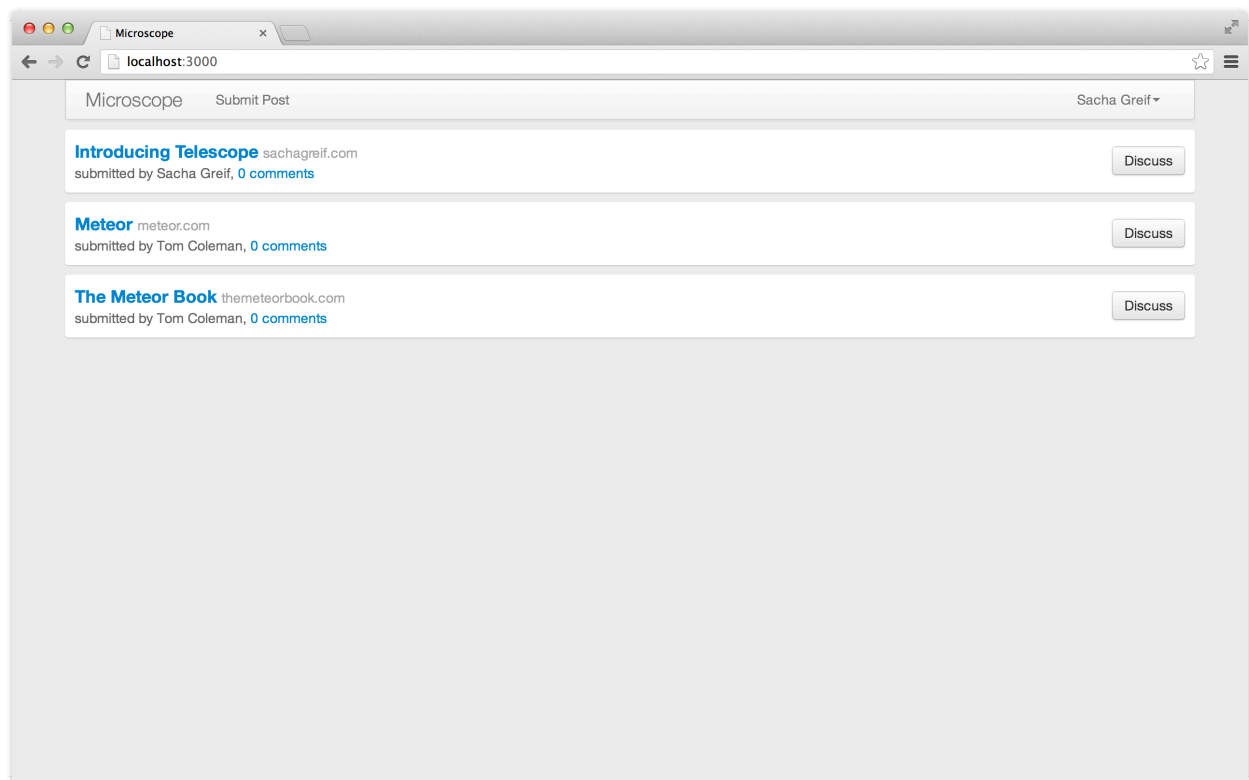 Microscope
localhost:3000
Microscope Submit Post Sacha Greif
Introducing Telescope sachagreif.com
submitted by Sacha Greif, 0 comments
Discuss
Meteor meteor.com
submitted by Tom Coleman, 0 comments
Discuss
The Meteor Book themeteorbook.com
submitted by Tom Coleman, 0 comments
Discuss